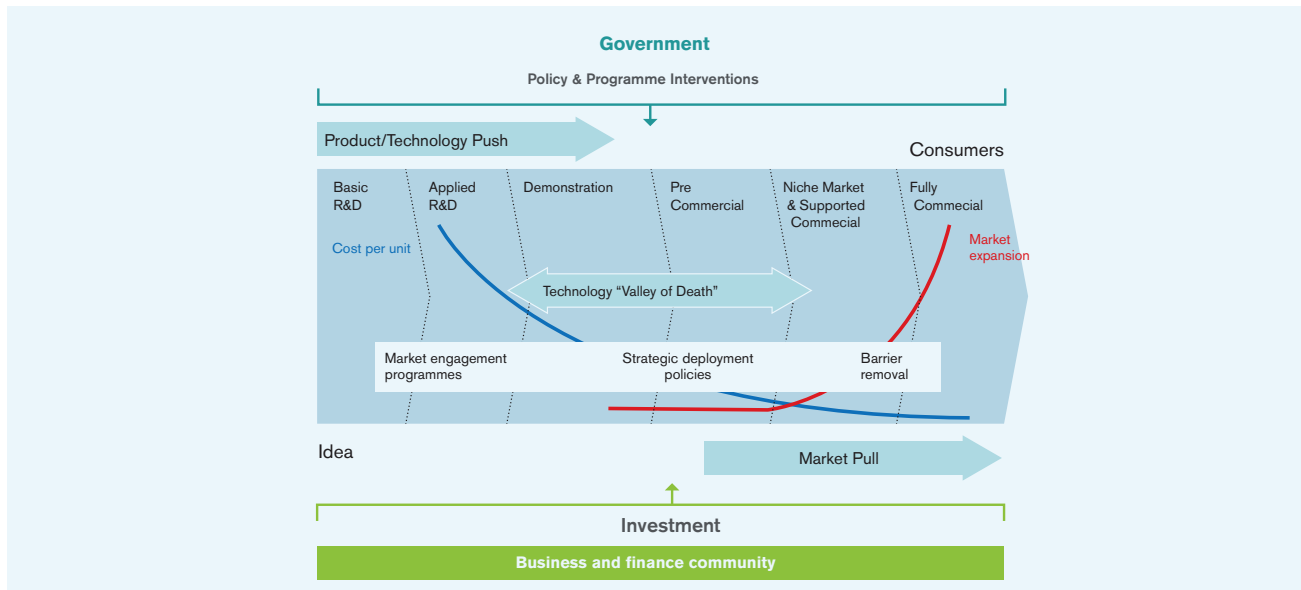 Government
Policy & Programme Interventions
Product/Technology Push
Consumers
Basic
R&D
Applied
R&D
Demonstration
Pre
Commercial
Niche Market
& Supported
Commecial
Fully
Commecial
Cost per unit
Market
expansion
Technology “Valley of Death”
Market engagement
programmes
Strategic deployment
policies
Barrier
removal
Idea
Market Pull
Investment
Business and finance community